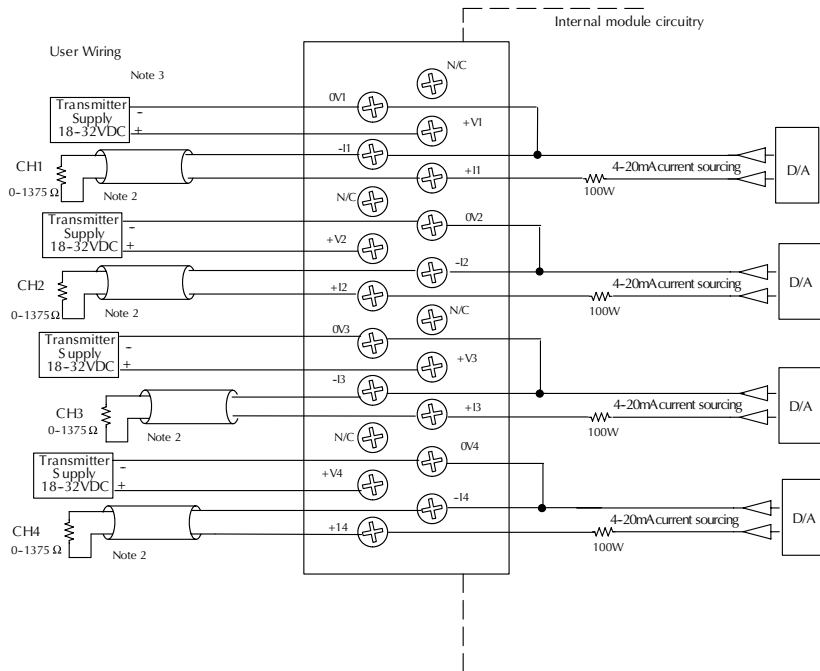 Internal module circuitry
User Wiring
Note 3
N/C
0V1
Transmitter
Supply
18-32VDC
-
+
+V1
-I1
CH1
0-1375 Ω
Note 2
+I1
4-20mA current sourcing
100W
D/A
N/C
0V2
Transmitter
Supply
18-32VDC
-
+
+V2
-I2
CH2
0-1375 Ω
Note 2
+I2
4-20mA current sourcing
100W
D/A
N/C
0V3
Transmitter
Supply
18-32VDC
-
+
+V3
-I3
CH3
0-1375 Ω
Note 2
+I3
4-20mA current sourcing
100W
D/A
N/C
0V4
Transmitter
Supply
18-32VDC
-
+
+V4
-I4
CH4
0-1375 Ω
Note 2
+14
4-20mA current sourcing
100W
D/A